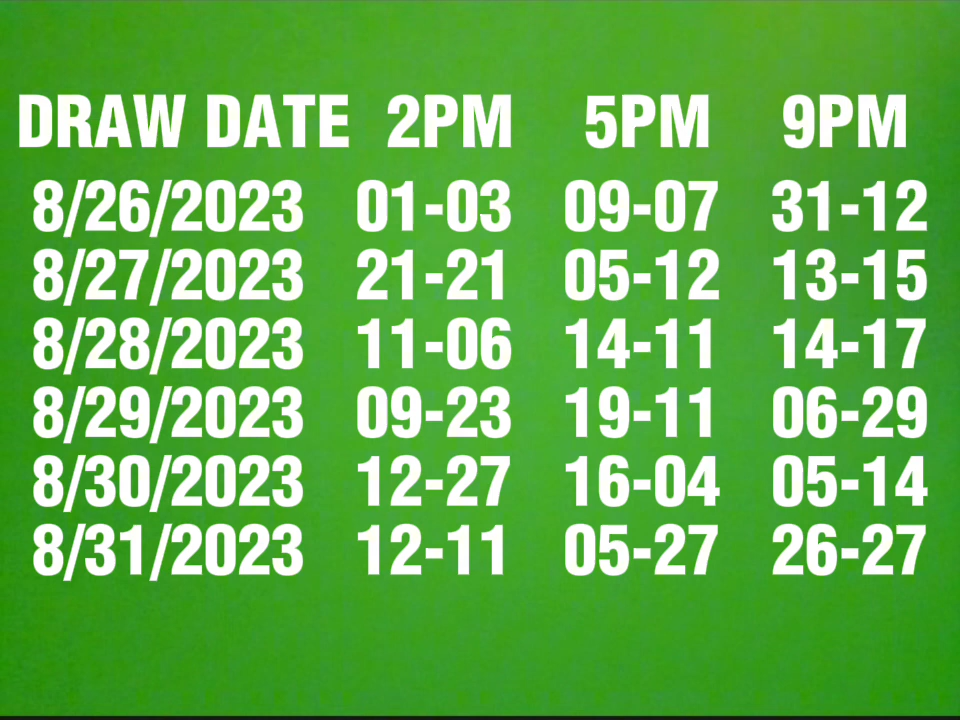 DRAW DATE 2PM 5PM 9PM
8/26/2023 01-03 09-07 31-12
8/27/2023 21-21 05-12 13-15
8/28/2023 11-06 14-11 14-17
8/29/2023 09-23 19-11 06-29
8/30/2023 12-27 16-04 05-14
8/31/2023 12-11 05-27 26-27